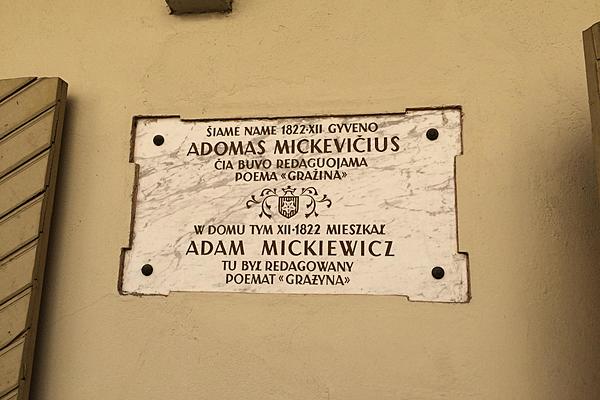 ŠIAME NAME 1822·XII GYVENO
ADOMAS MICKEVIČIUS
ČIA BUVO REDAGUOJAMA
POEMA «GRAŽINA»
W DOMU TYM XII·1822 MIESZKAŁ
ADAM MICKIEWICZ
TU BYŁ REDAGOWANY
POEMAT «GRAŻYNA»